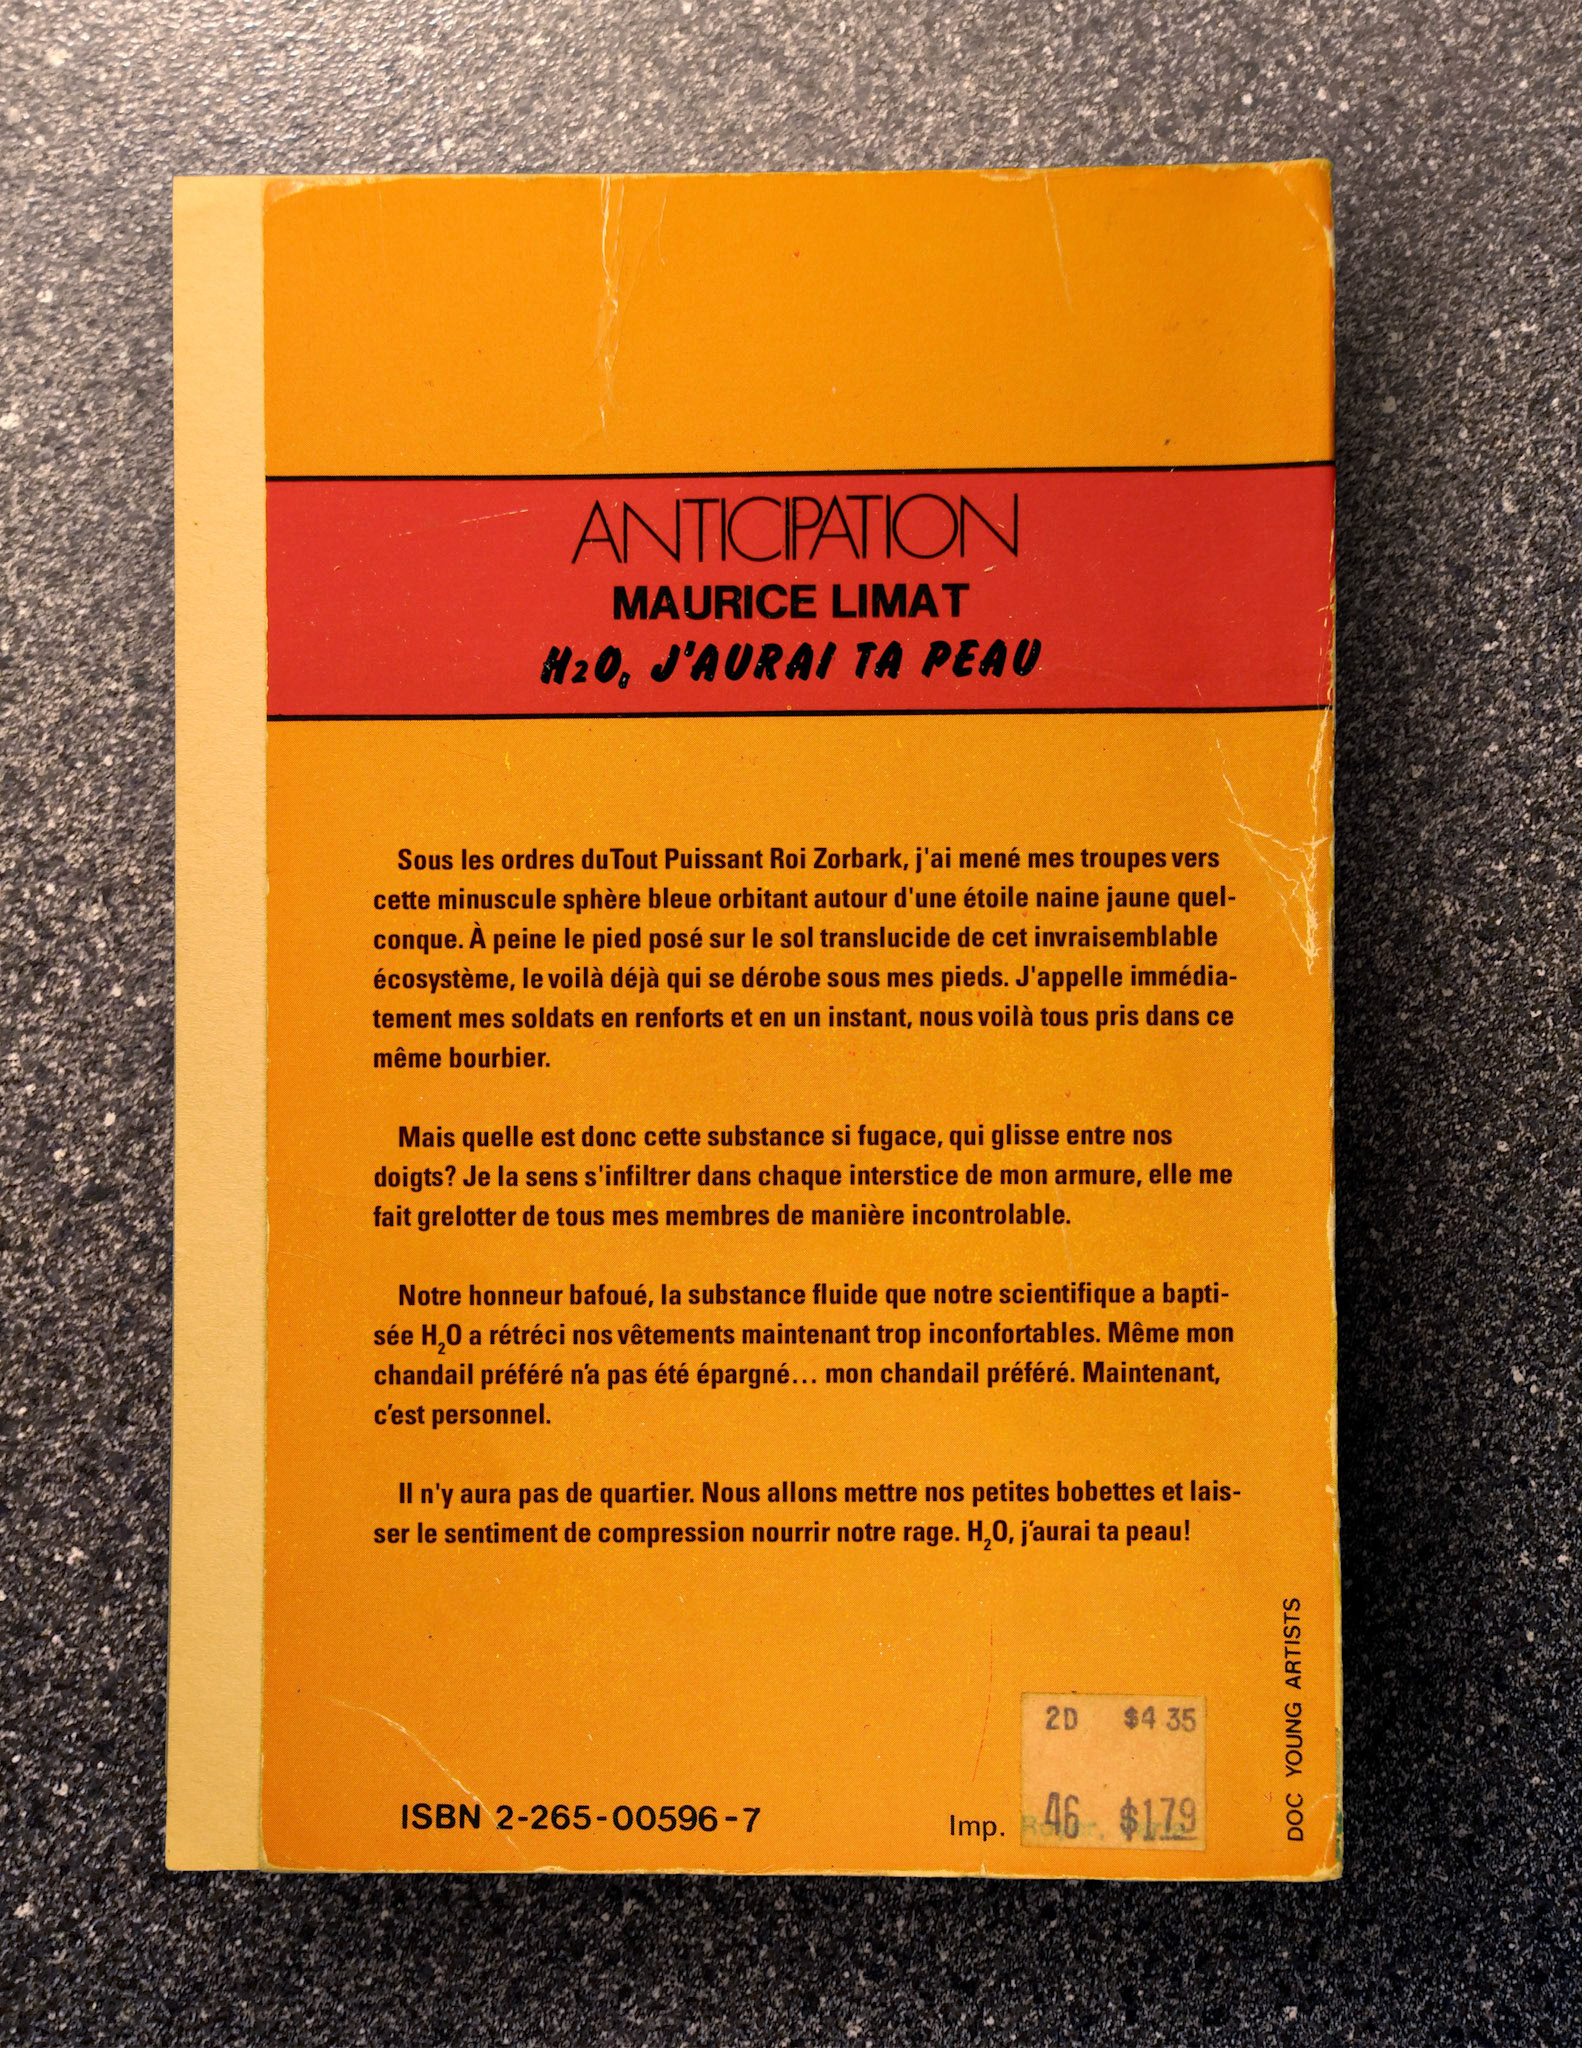 ANTICIPATION
MAURICE LIMAT
H2O, J'AURAI TA PEAU
Sous les ordres du Tout Puissant Roi Zorbark, j'ai mené mes troupes vers
cette minuscule sphère bleue orbitant autour d'une étoile naine jaune quel-
conque. À peine le pied posé sur le sol translucide de cet invraisemblable
écosystème, le voilà déjà qui se dérobe sous mes pieds. J'appelle immédia-
tement mes soldats en renforts et en un instant, nous voilà tous pris dans ce
même bourbier.
Mais quelle est donc cette substance si fugace, qui glisse entre nos
doigts? Je la sens s'infiltrer dans chaque interstice de mon armure, elle me
fait grelotter de tous mes membres de manière incontrolable.
Notre honneur bafoué, la substance fluide que notre scientifique a bapti-
sée H₂O a rétréci nos vêtements maintenant trop inconfortables. Même mon
chandail préféré n'a pas été épargné... mon chandail préféré. Maintenant,
c'est personnel.
Il n'y aura pas de quartier. Nous allons mettre nos petites bobettes et lais-
ser le sentiment de compression nourrir notre rage. H₂O, j'aurai ta peau!
DOC YOUNG ARTISTS
2D $4 35
46 $1.79
ISBN 2-265-00596-7
Imp.